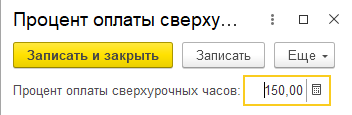 Процент оплаты сверху...
Записать и закрыть Записать Еще
Процент оплаты сверхурочных часов: 150,00